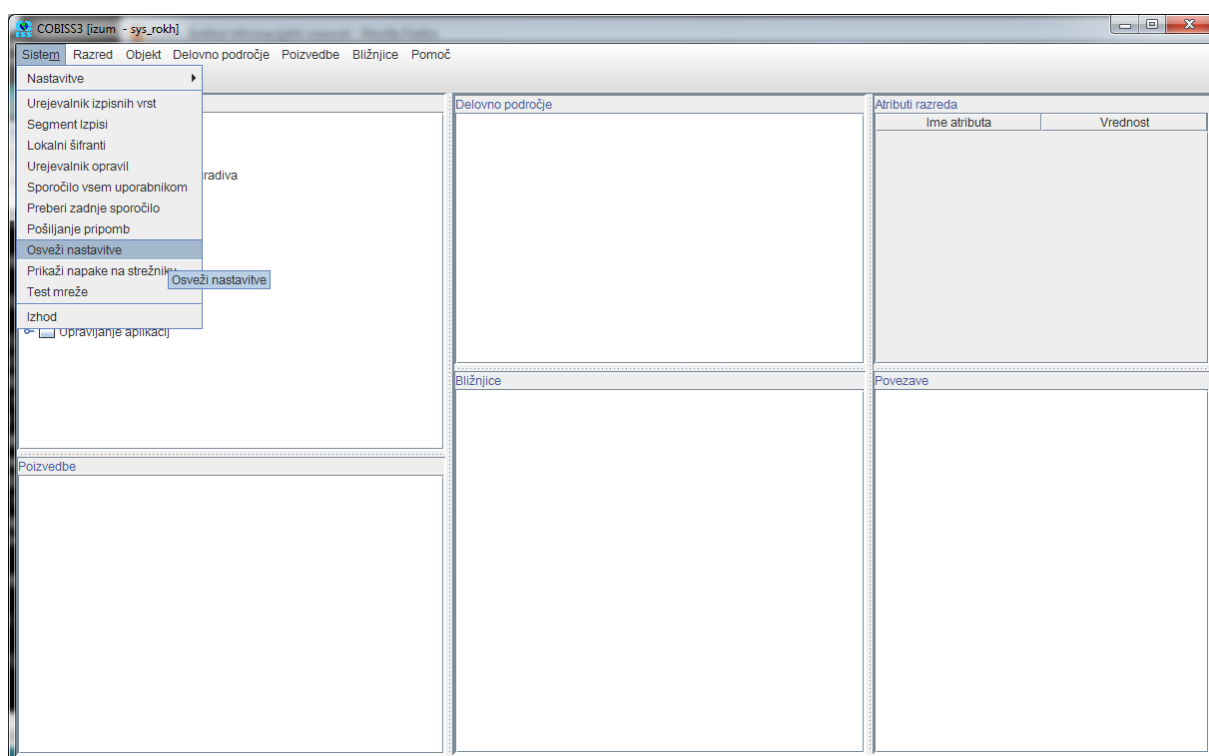 COBISS3 [izum - sys_rokh]
Sistem Razred Objekt Delovno področje Poizvedbe Bližnjice Pomoč
Nastavitve
Urejevalnik izpisnih vrst
Segment Izpisi
Lokalni šifranti
Urejevalnik opravil
Sporočilo vsem uporabnikom
Preberi zadnje sporočilo
Pošiljanje pripomb
Osveži nastavitve
Prikaži napake na strežniku
Osveži nastavitve
Test mreže
Izhod
radiva
Upravljanje aplikacij
Poizvedbe
Delovno področje
Bližnjice
Atributi razreda
Ime atributa Vrednost
Povezave